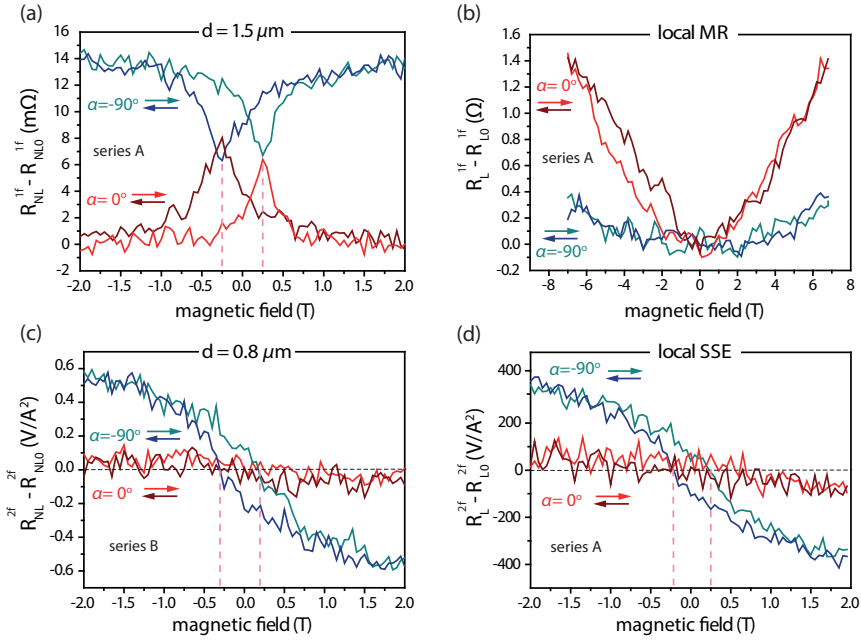 (a)
d = 1.5 μm
R_NL^1f - R_NL0^1f (mΩ)
16
14
12
10
8
6
4
2
0
-2
α=-90°
series A
α= 0°
-2.0 -1.5 -1.0 -0.5 0.0 0.5 1.0 1.5 2.0
magnetic field (T)
(b)
local MR
R_L^1f - R_L0^1f (Ω)
1.6
1.4
1.2
1.0
0.8
0.6
0.4
0.2
0.0
-0.2
α= 0°
series A
α=-90°
-8 -6 -4 -2 0 2 4 6 8
magnetic field (T)
(c)
d = 0.8 μm
R_NL^2f - R_NL0^2f (V/A²)
0.6
0.4
0.2
0.0
-0.2
-0.4
-0.6
α=-90°
α= 0°
series B
-2.0 -1.5 -1.0 -0.5 0.0 0.5 1.0 1.5 2.0
magnetic field (T)
(d)
local SSE
R_L^2f - R_L0^2f (V/A²)
400
200
0
-200
-400
α=-90°
α= 0°
series A
-2.0 -1.5 -1.0 -0.5 0.0 0.5 1.0 1.5 2.0
magnetic field (T)